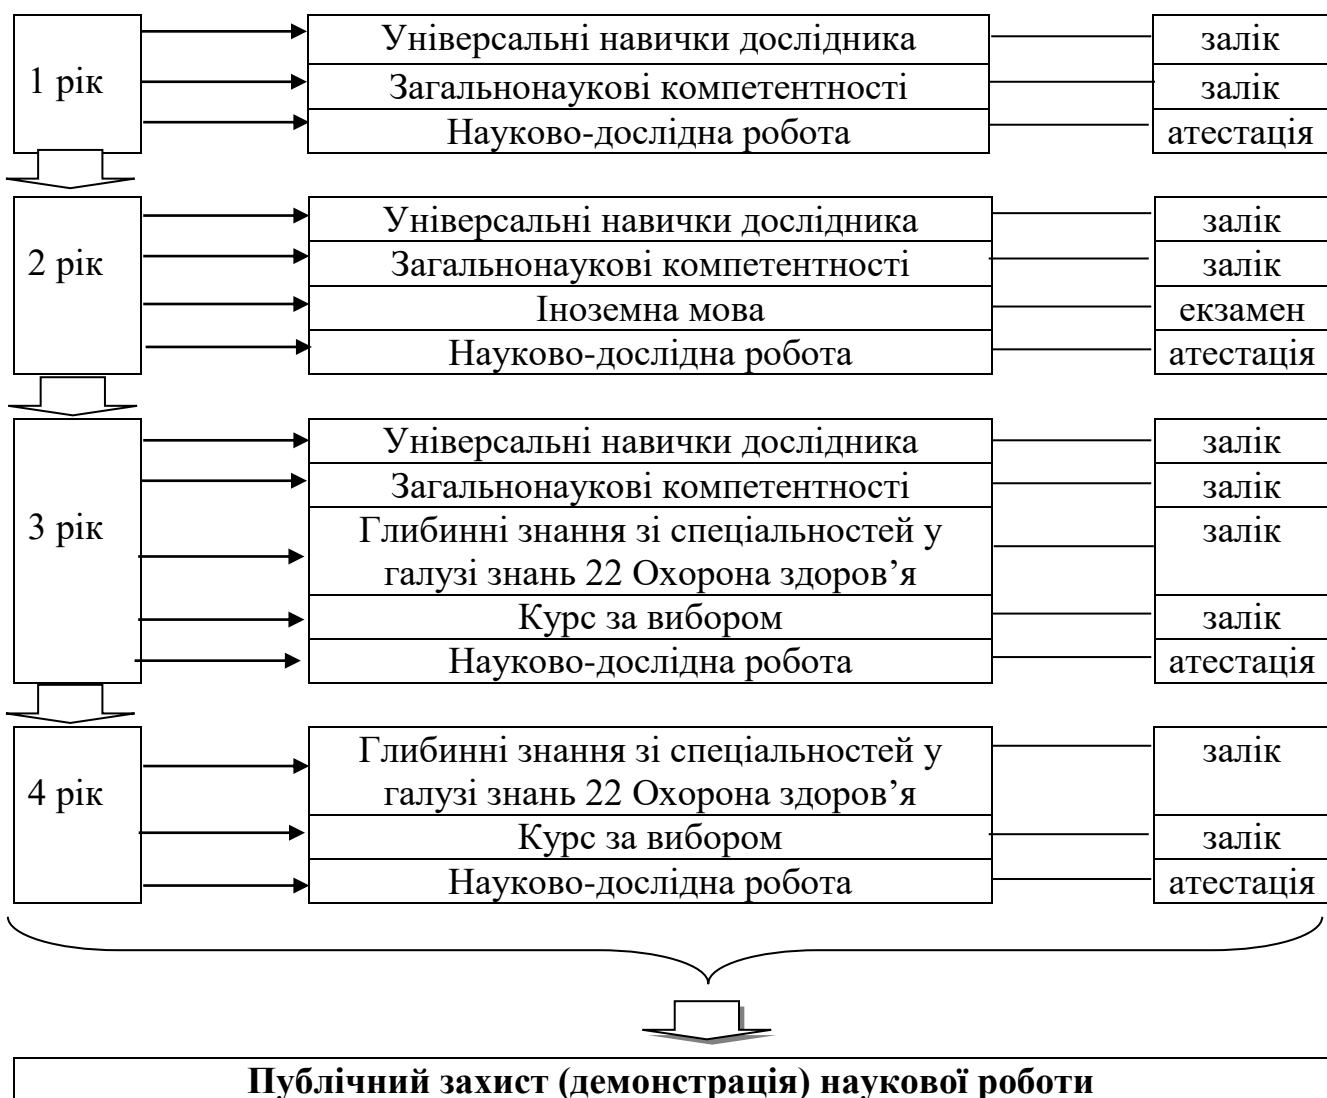 1 рік
Універсальні навички дослідника залік
Загальнонаукові компетентності залік
Науково-дослідна робота атестація
2 рік
Універсальні навички дослідника залік
Загальнонаукові компетентності залік
Іноземна мова екзамен
Науково-дослідна робота атестація
3 рік
Універсальні навички дослідника залік
Загальнонаукові компетентності залік
Глибинні знання зі спеціальностей у залік
галузі знань 22 Охорона здоров’я
Курс за вибором залік
Науково-дослідна робота атестація
4 рік
Глибинні знання зі спеціальностей у залік
галузі знань 22 Охорона здоров’я
Курс за вибором залік
Науково-дослідна робота атестація
Публічний захист (демонстрація) наукової роботи